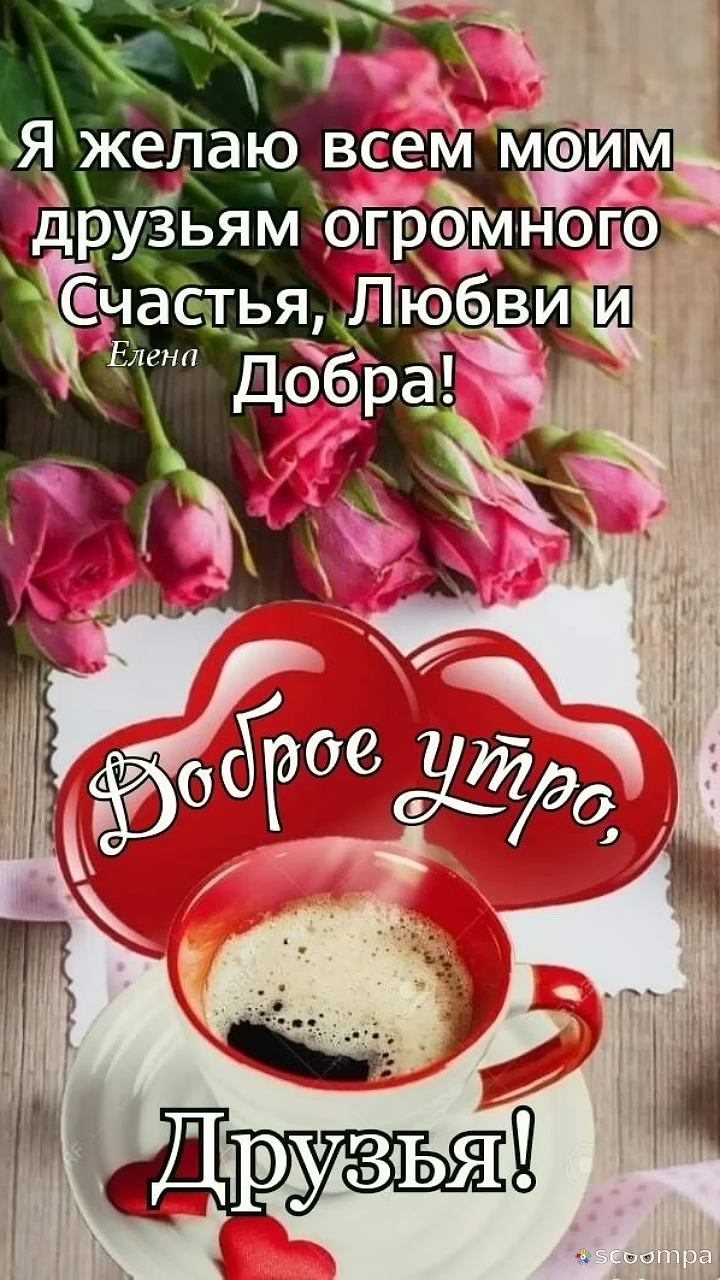 Я желаю всем моим
друзьям огромного
Счастья, Любви и
Елена
Добра!
Доброе утро,
Друзья!
scoompa